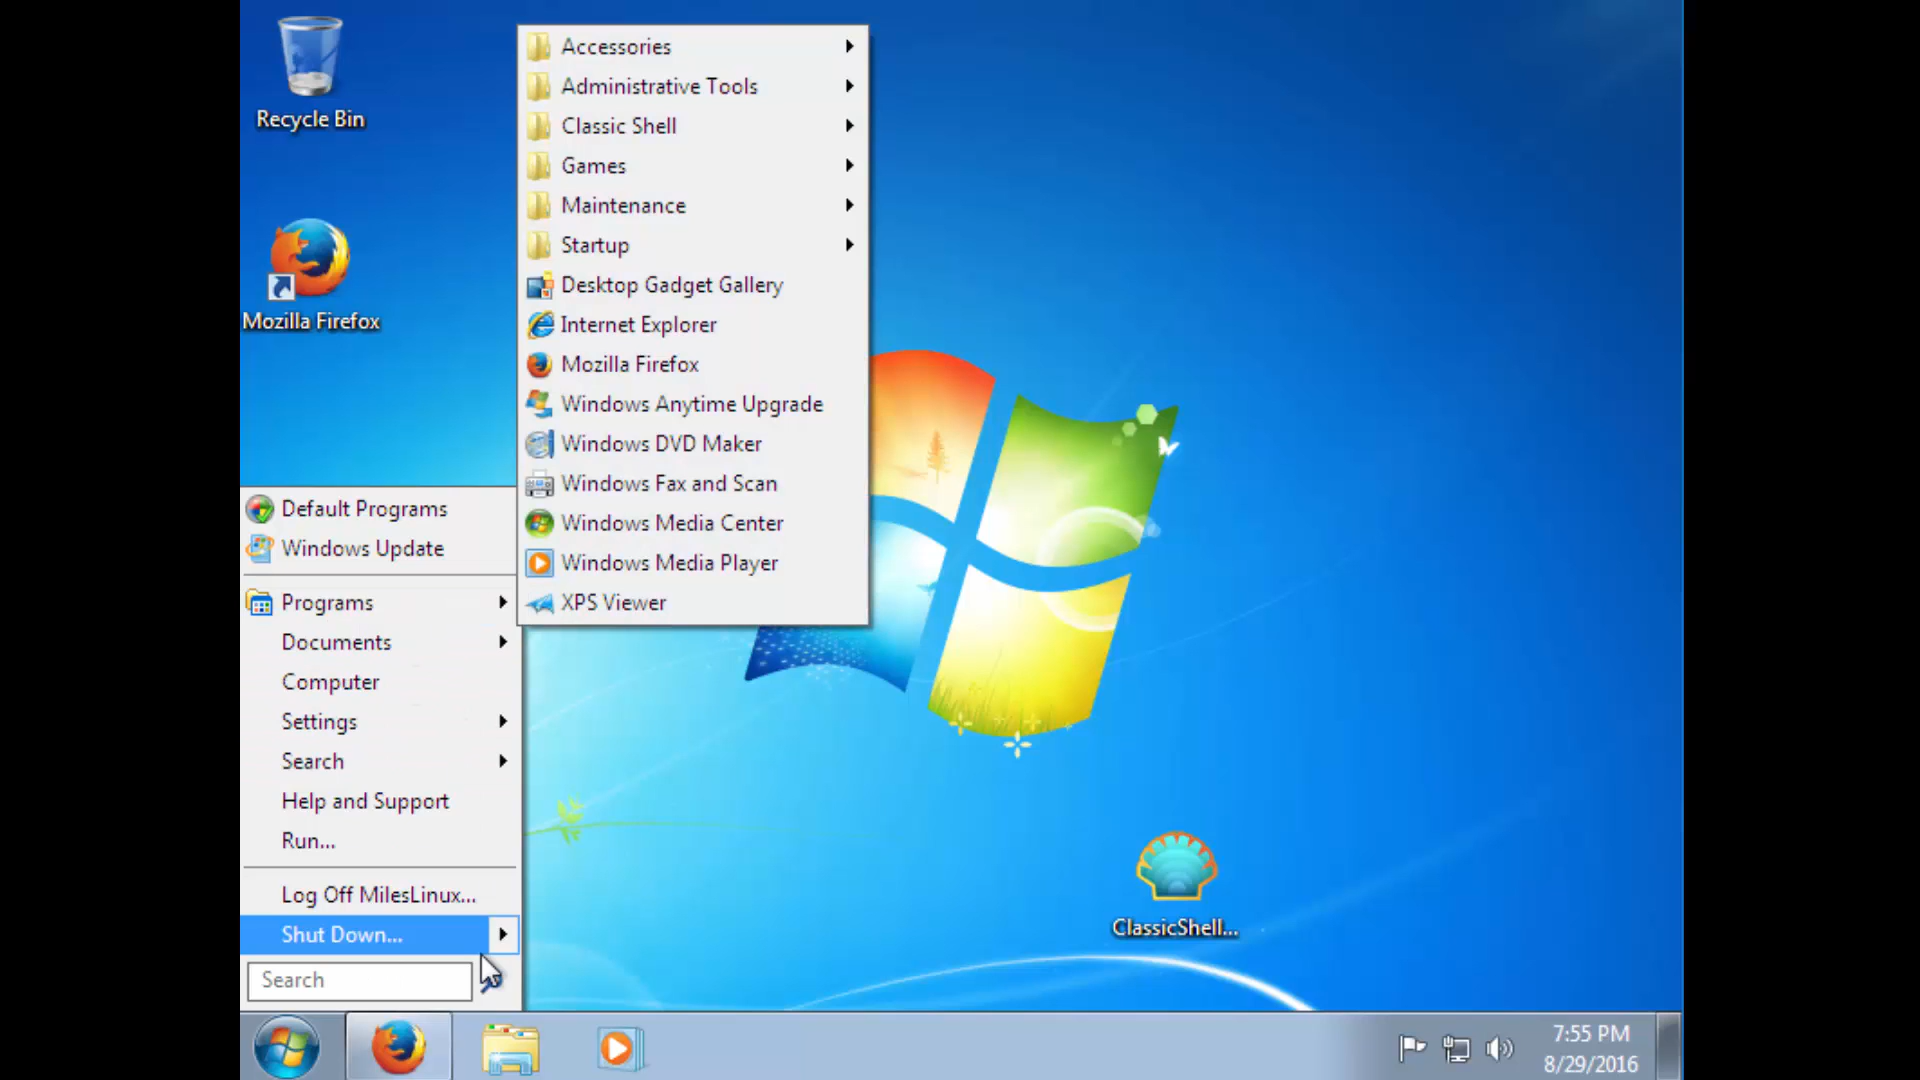 Recycle Bin
Mozilla Firefox
Accessories
Administrative Tools
Classic Shell
Games
Maintenance
Startup
Desktop Gadget Gallery
Internet Explorer
Mozilla Firefox
Windows Anytime Upgrade
Windows DVD Maker
Windows Fax and Scan
Windows Media Center
Windows Media Player
XPS Viewer
Default Programs
Windows Update
Programs
Documents
Computer
Settings
Search
Help and Support
Run...
Log Off MilesLinux...
Shut Down...
Search
ClassicShell...
7:55 PM
8/29/2016